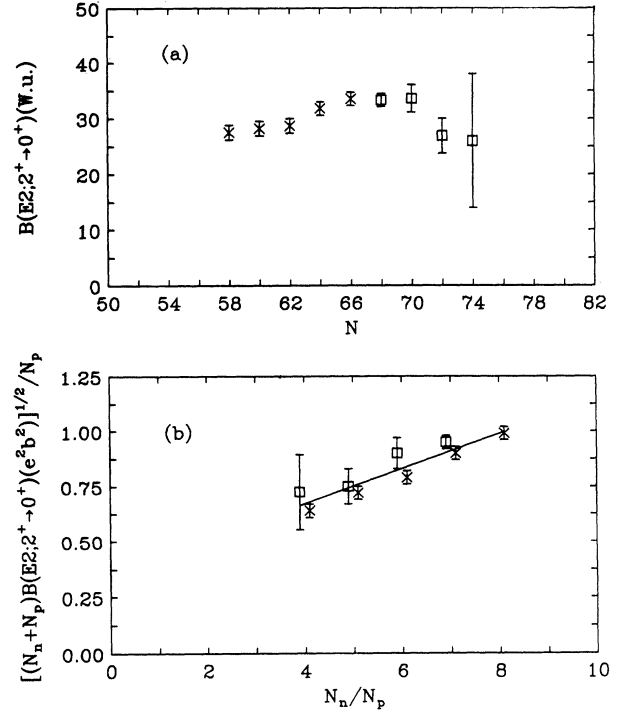 50
40
30
20
10
0
B(E2;2⁺→0⁺)(W.u.)
(a)
50 54 58 62 66 70 74 78 82
N
1.25
1.00
0.75
0.50
0.25
0.00
[(Nₙ+Nₚ)B(E2;2⁺→0⁺)(e²b²)]¹/²/Nₚ
(b)
0 2 4 6 8 10
Nₙ/Nₚ